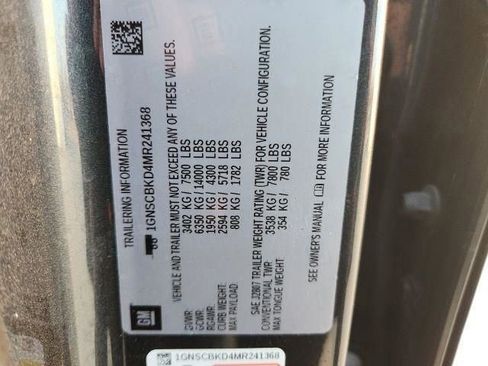 TRAILERING INFORMATION
1GNSCBKD4MR241368
VEHICLE AND TRAILER MUST NOT EXCEED ANY OF THESE VALUES.
GVWR: 3402 KG / 7500 LBS
GCWR: 6350 KG / 14000 LBS
RGAWR: 1950 KG / 4300 LBS
CURB WEIGHT: 2594 KG / 5718 LBS
MAX PAYLOAD: 808 KG / 1782 LBS
SAE J2807 TRAILER WEIGHT RATING (TWR) FOR VEHICLE CONFIGURATION.
CONVENTIONAL TWR: 3538 KG / 7800 LBS
MAX TONGUE WEIGHT: 354 KG / 780 LBS
SEE OWNER'S MANUAL FOR MORE INFORMATION
GM
1GNSCBKD4MR241368